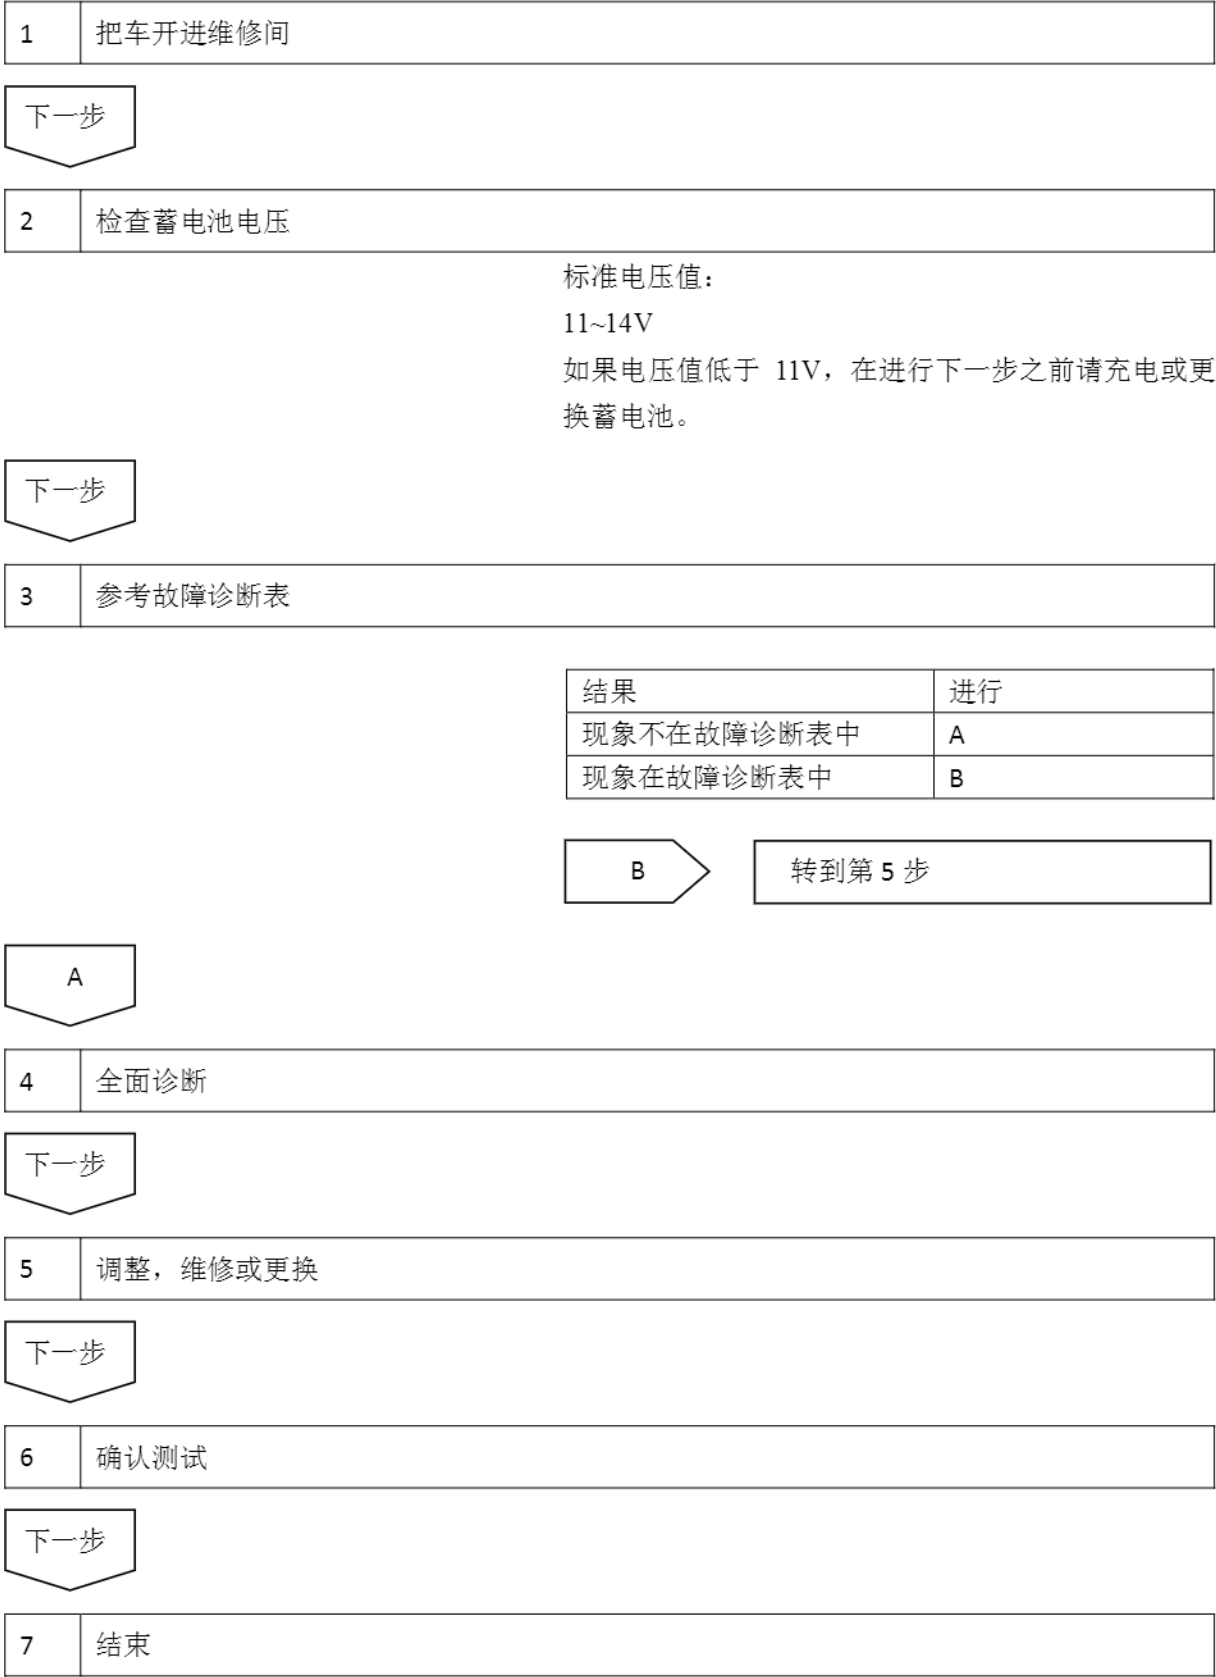 1 把车开进维修间
下一步
2 检查蓄电池电压
标准电压值：
11~14V
如果电压值低于 11V，在进行下一步之前请充电或更
换蓄电池。
下一步
3 参考故障诊断表
结果 进行
现象不在故障诊断表中 A
现象在故障诊断表中 B
B 转到第 5 步
A
4 全面诊断
下一步
5 调整，维修或更换
下一步
6 确认测试
下一步
7 结束